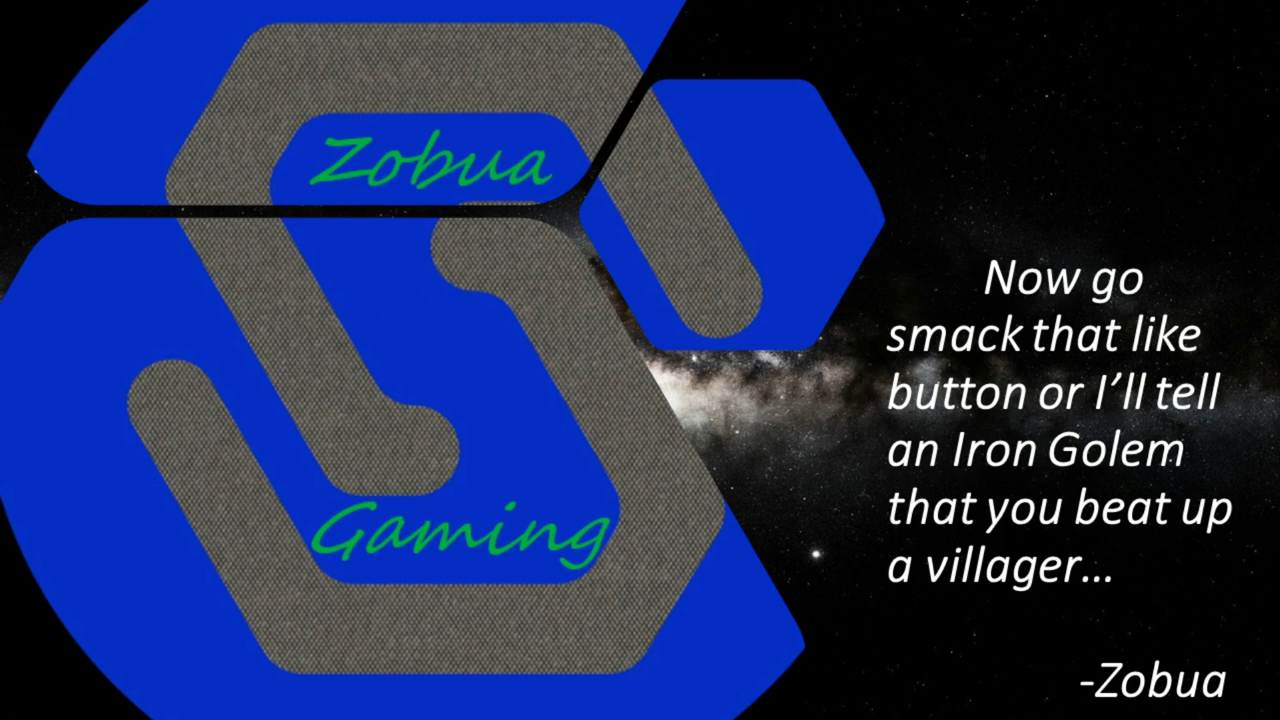 Zobua
Gaming
Now go
smack that like
button or I’ll tell
an Iron Golem
that you beat up
a villager…
-Zobua